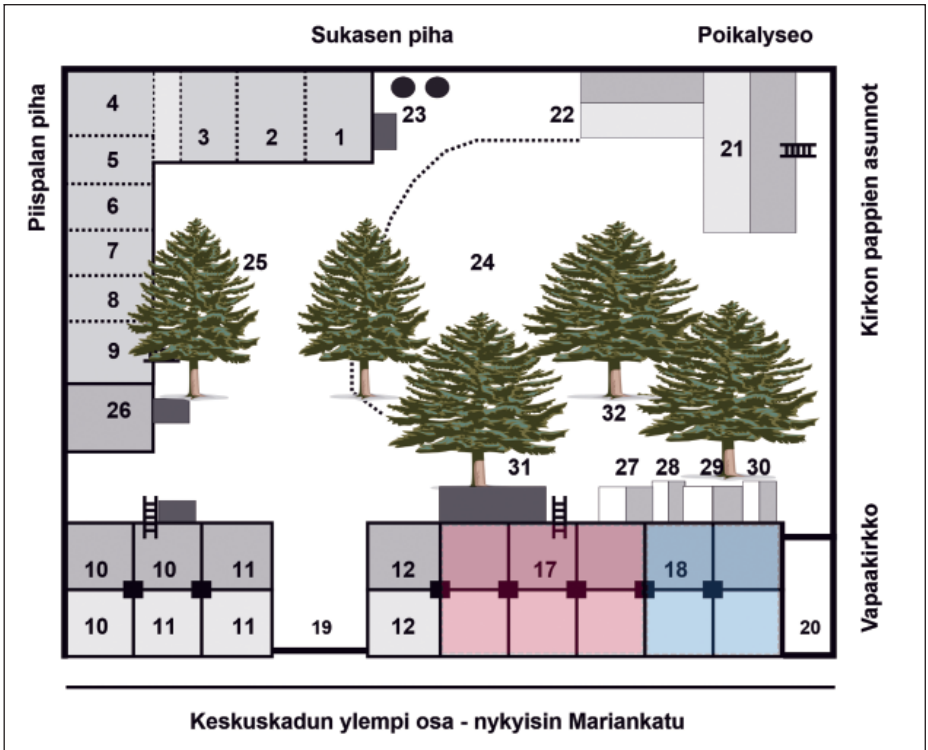 Sukasen piha Poikalyseo
Piispalan piha
Kirkon pappien asunnot
Vapaakirkko
4 3 2 1 23 22 21
5
6
7 25 24
8
9
26 32
31 27 28 29 30
10 10 11 12 17 18
10 11 11 19 12 20
Keskuskadun ylempi osa - nykyisin Mariankatu